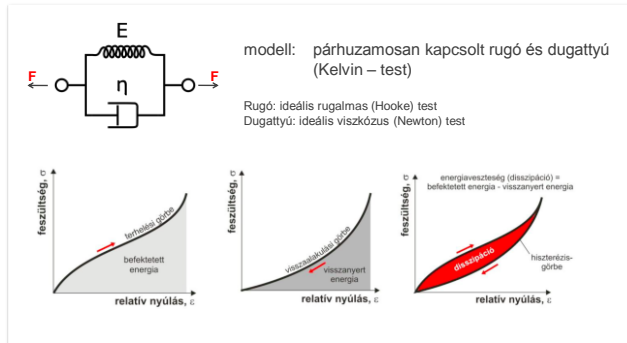 E
F
F
η
modell: párhuzamosan kapcsolt rugó és dugattyú
(Kelvin – test)
Rugó: ideális rugalmas (Hooke) test
Dugattyú: ideális viszkózus (Newton) test
feszültség, σ
terhelési görbe
befektetett
energia
relatív nyúlás, ε
feszültség, σ
visszaalakulási görbe
visszanyert
energia
relatív nyúlás, ε
energiaveszteség (disszipáció) =
befektetett energia - visszanyert energia
feszültség, σ
disszipáció
hiszterézis-
görbe
relatív nyúlás, ε